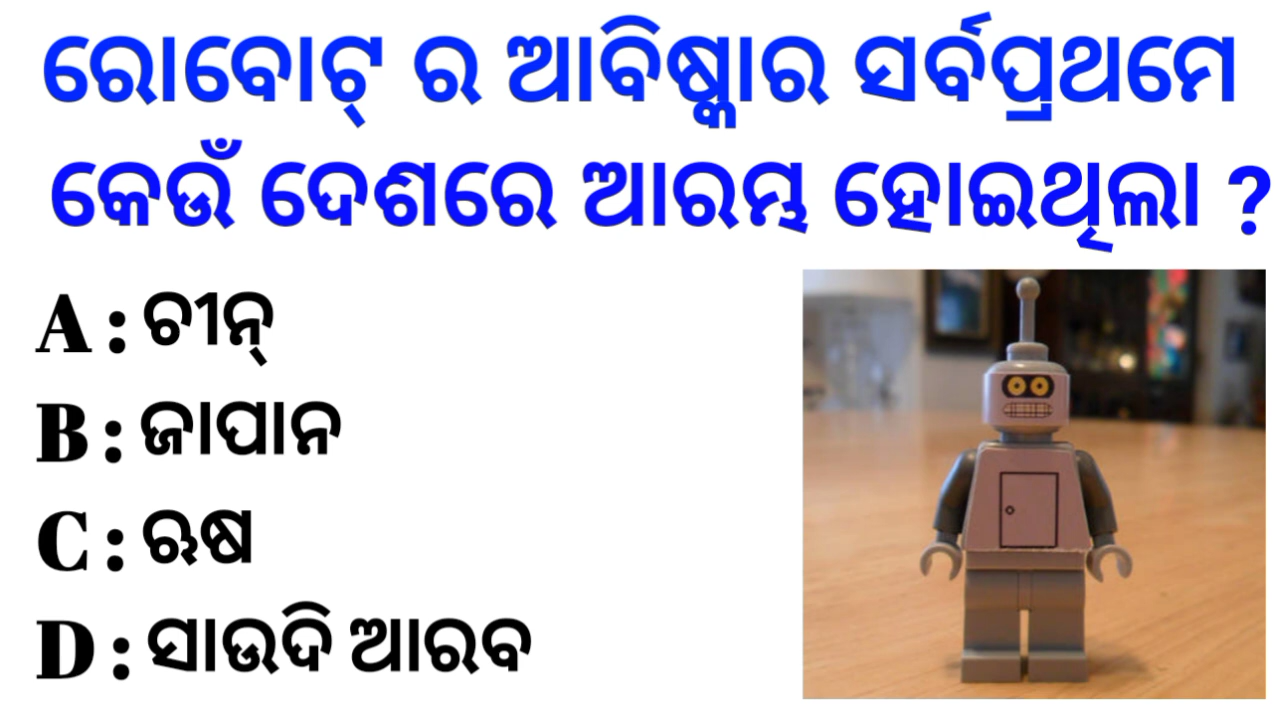 ରୋବୋଟ୍ ର ଆବିଷ୍କାର ସର୍ବପ୍ରଥମେ
କେଉଁ ଦେଶରେ ଆରମ୍ଭ ହୋଇଥିଲା ?
A : ଚୀନ୍
B : ଜାପାନ
C : ଋଷ
D : ସାଉଦି ଆରବ